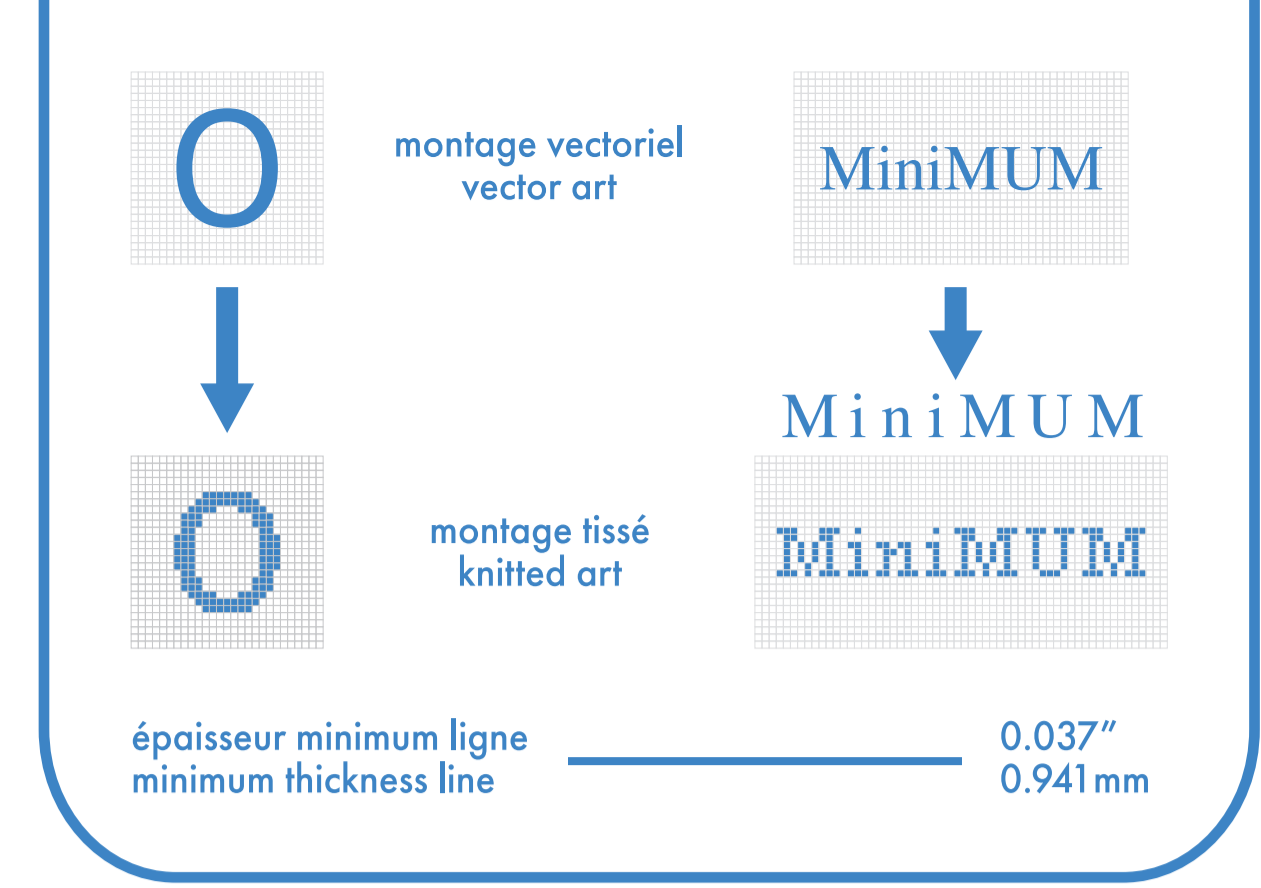 O
montage vectoriel
vector art
MiniMUM
MiniMUM
O
montage tissé
knitted art
MiniMUM
épaisseur minimum ligne
minimum thickness line
0.037"
0.941mm